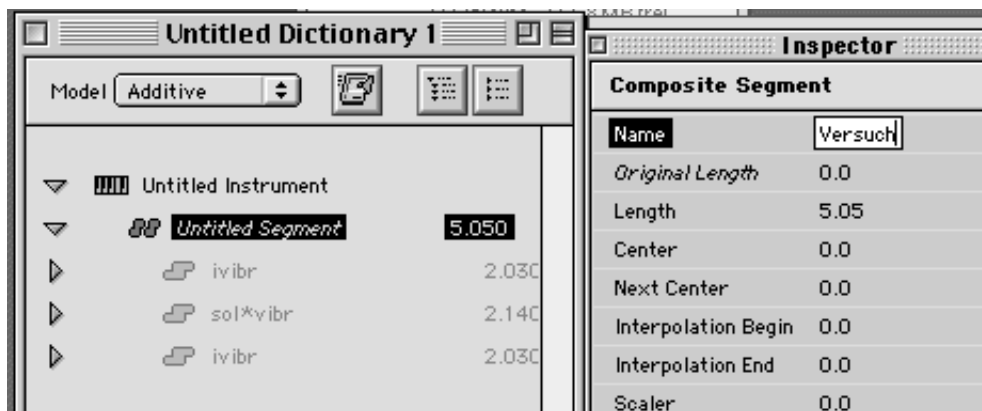 Untitled Dictionary 1
Model Additive
Untitled Instrument
Untitled Segment 5.050
ivibr 2.030
sol*vibr 2.140
ivibr 2.030
Inspector
Composite Segment
Name Versuch
Original Length 0.0
Length 5.05
Center 0.0
Next Center 0.0
Interpolation Begin 0.0
Interpolation End 0.0
Scaler 0.0